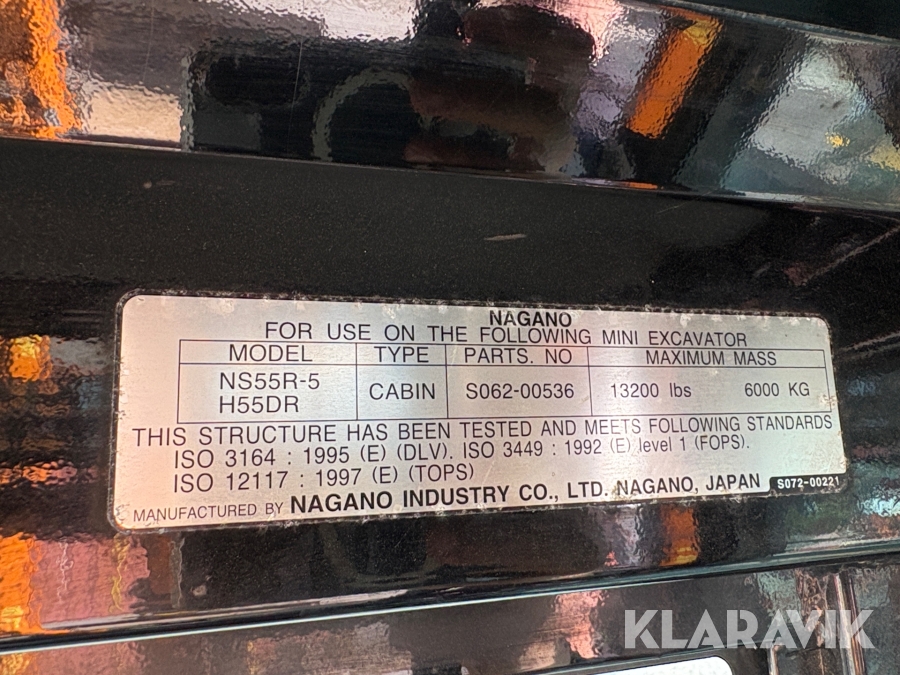 NAGANO
FOR USE ON THE FOLLOWING MINI EXCAVATOR
MODEL TYPE PARTS. NO MAXIMUM MASS
NS55R-5
H55DR
CABIN S062-00536 13200 lbs 6000 KG
THIS STRUCTURE HAS BEEN TESTED AND MEETS FOLLOWING STANDARDS
ISO 3164 : 1995 (E) (DLV). ISO 3449 : 1992 (E) level 1 (FOPS).
ISO 12117 : 1997 (E) (TOPS)
MANUFACTURED BY NAGANO INDUSTRY CO., LTD. NAGANO, JAPAN S072-00221
KLARAVIK